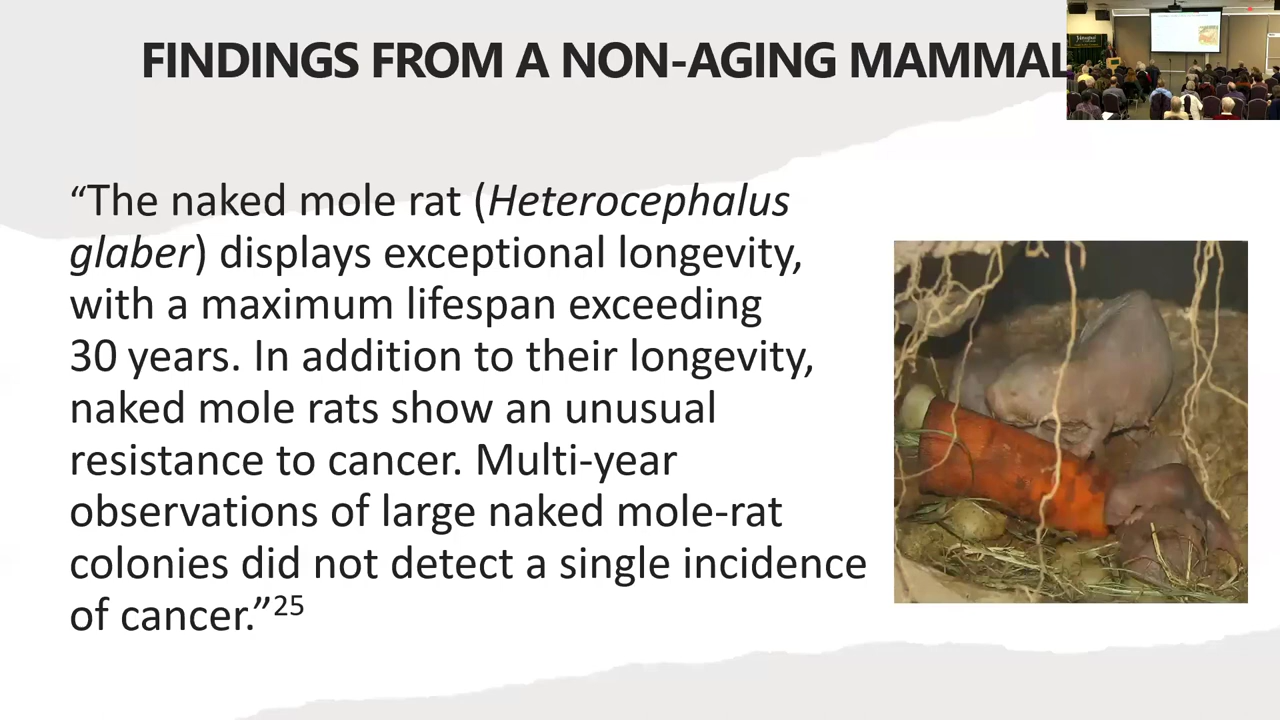 FINDINGS FROM A NON-AGING MAMMAL
“The naked mole rat (Heterocephalus
glaber) displays exceptional longevity,
with a maximum lifespan exceeding
30 years. In addition to their longevity,
naked mole rats show an unusual
resistance to cancer. Multi-year
observations of large naked mole-rat
colonies did not detect a single incidence
of cancer.”25